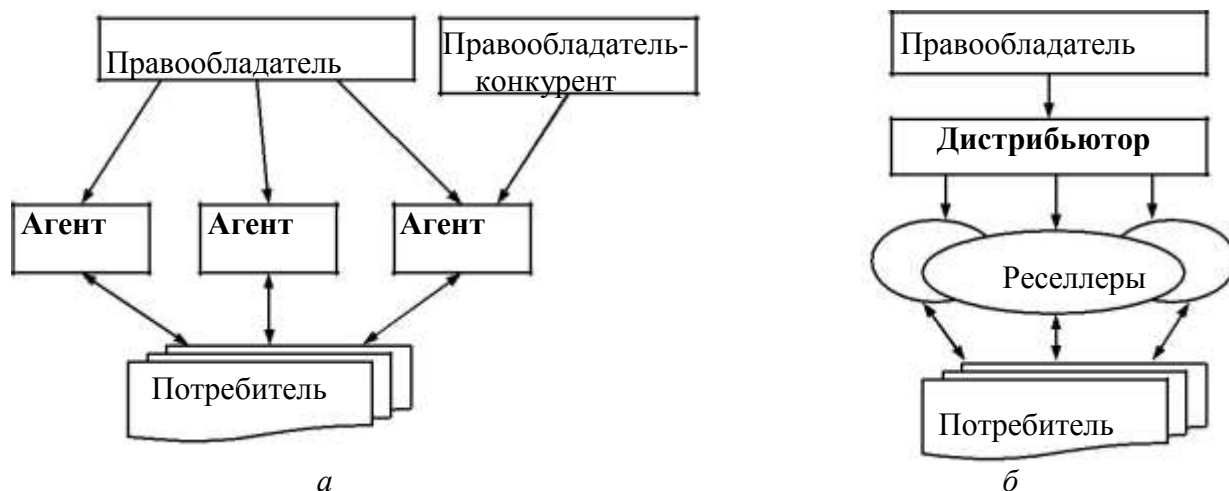 Правообладатель
Правообладатель-
конкурент
Агент
Агент
Агент
Потребитель
а
Правообладатель
Дистрибьютор
Реселлеры
Потребитель
б